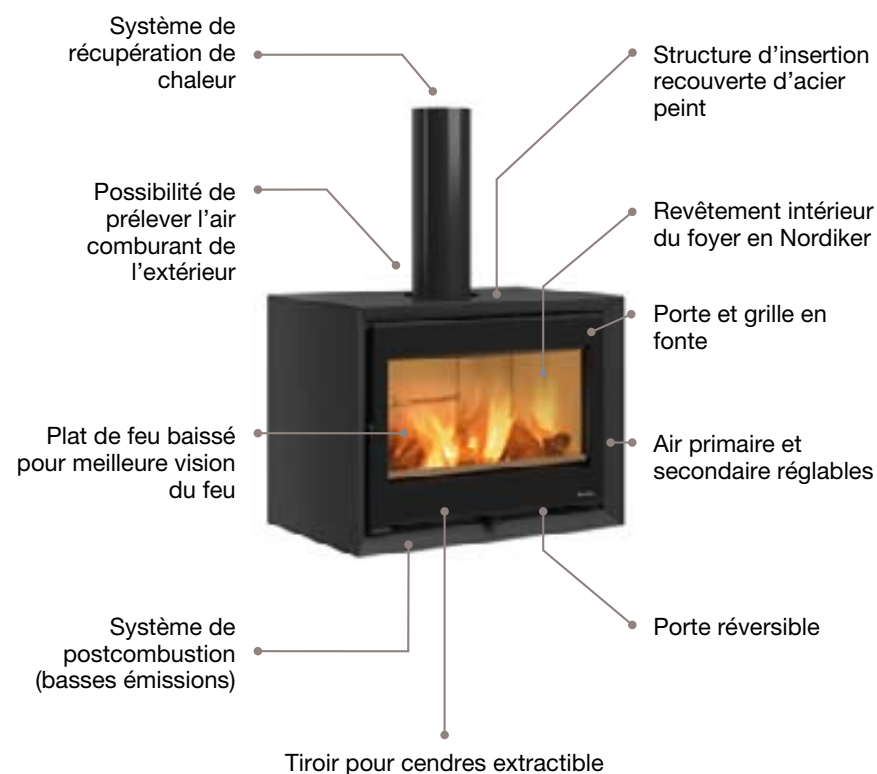 Système de
récupération de
chaleur
Structure d’insertion
recouverte d’acier
peint
Possibilité de
prélever l’air
comburant de
l’extérieur
Revêtement intérieur
du foyer en Nordiker
Porte et grille en
fonte
Plat de feu baissé
pour meilleure vision
du feu
Air primaire et
secondaire réglables
Système de
postcombustion
(basses émissions)
Porte réversible
Tiroir pour cendres extractible